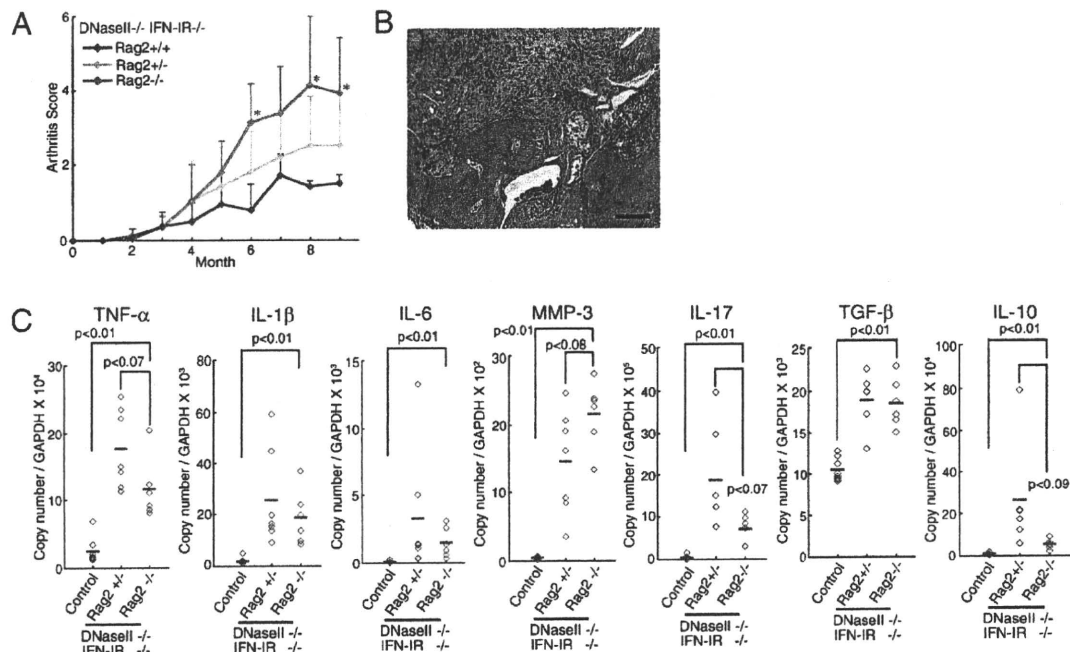 A
DNaseII-/- IFN-IR-/-
Rag2+/+
Rag2+/-
Rag2-/-
Arthritis Score
6
4
2
0
* * *
0 2 4 6 8
Month
B
C
TNF-α
p<0.01
p<0.07
Copy number / GAPDH X 10⁴
30
20
10
0
Control
Rag2 +/-
Rag2 -/-
DNaseII -/-
IFN-IR -/-
IL-1β
p<0.01
Copy number / GAPDH X 10³
80
60
40
20
0
Control
Rag2 +/-
Rag2 -/-
DNaseII -/-
IFN-IR -/-
IL-6
p<0.01
Copy number / GAPDH X 10³
15
10
5
0
Control
Rag2 +/-
Rag2 -/-
DNaseII -/-
IFN-IR -/-
MMP-3
p<0.01
p<0.08
Copy number / GAPDH X 10²
30
20
10
0
Control
Rag2 +/-
Rag2 -/-
DNaseII -/-
IFN-IR -/-
IL-17
p<0.01
p<0.07
Copy number / GAPDH X 10⁵
50
40
30
20
10
0
Control
Rag2+/-
Rag2-/-
DNaseII -/-
IFN-IR -/-
TGF-β
p<0.01
Copy number / GAPDH X 10³
25
20
15
10
5
0
Control
Rag2+/-
Rag2-/-
DNaseII -/-
IFN-IR -/-
IL-10
p<0.01
p<0.09
Copy number / GAPDH X 10⁴
100
80
60
40
20
0
Control
Rag2+/-
Rag2-/-
DNaseII -/-
IFN-IR -/-